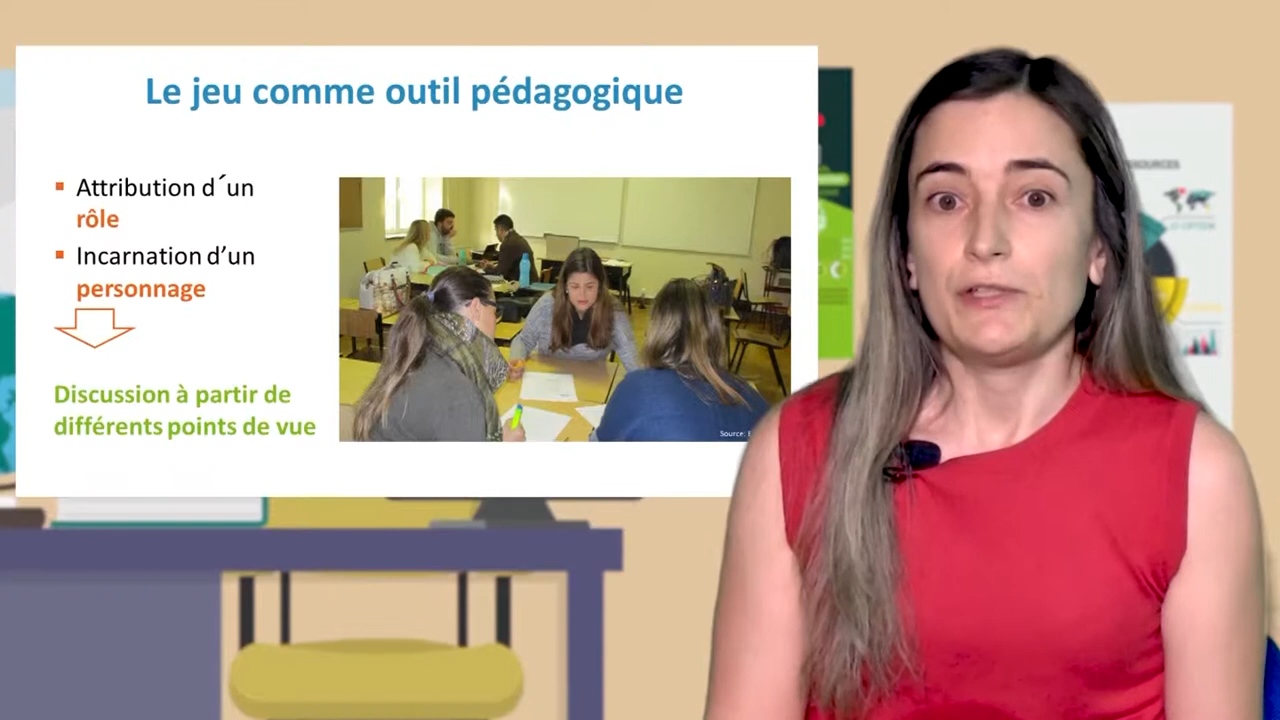 Le jeu comme outil pédagogique
Attribution d´un
rôle
Incarnation d'un
personnage
Discussion à partir de
différents points de vue
Source: